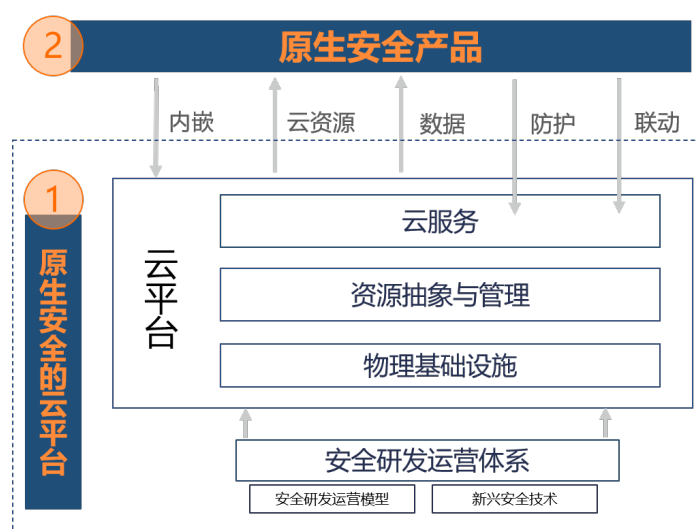 2
原生安全产品
内嵌
云资源
数据
防护
联动
1
原生安全的云平台
云平台
云服务
资源抽象与管理
物理基础设施
安全研发运营体系
安全研发运营模型
新兴安全技术